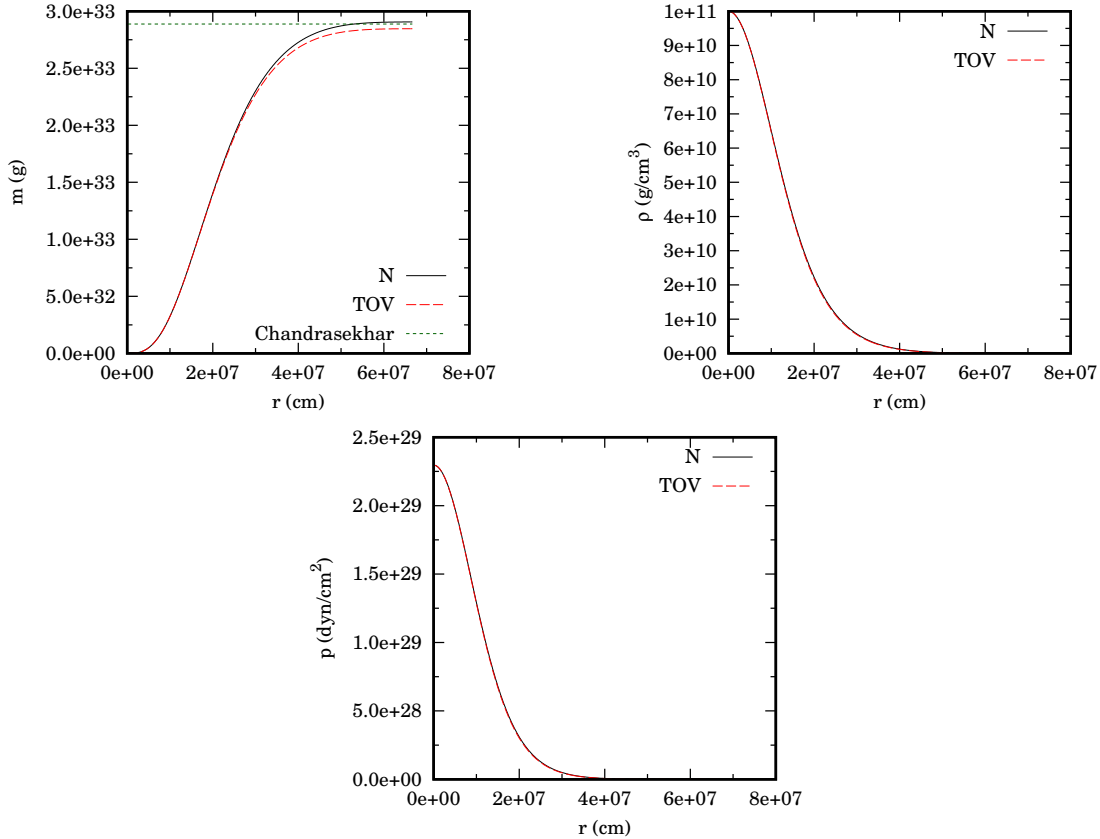 3.0e+33
2.5e+33
2.0e+33
1.5e+33
1.0e+33
5.0e+32
0.0e+00
m (g)
N
TOV
Chandrasekhar
0e+00 2e+07 4e+07 6e+07 8e+07
r (cm)
1e+11
9e+10
8e+10
7e+10
6e+10
5e+10
4e+10
3e+10
2e+10
1e+10
0e+00
ρ (g/cm³)
N
TOV
0e+00 2e+07 4e+07 6e+07 8e+07
r (cm)
2.5e+29
2.0e+29
1.5e+29
1.0e+29
5.0e+28
0.0e+00
p (dyn/cm²)
N
TOV
0e+00 2e+07 4e+07 6e+07 8e+07
r (cm)